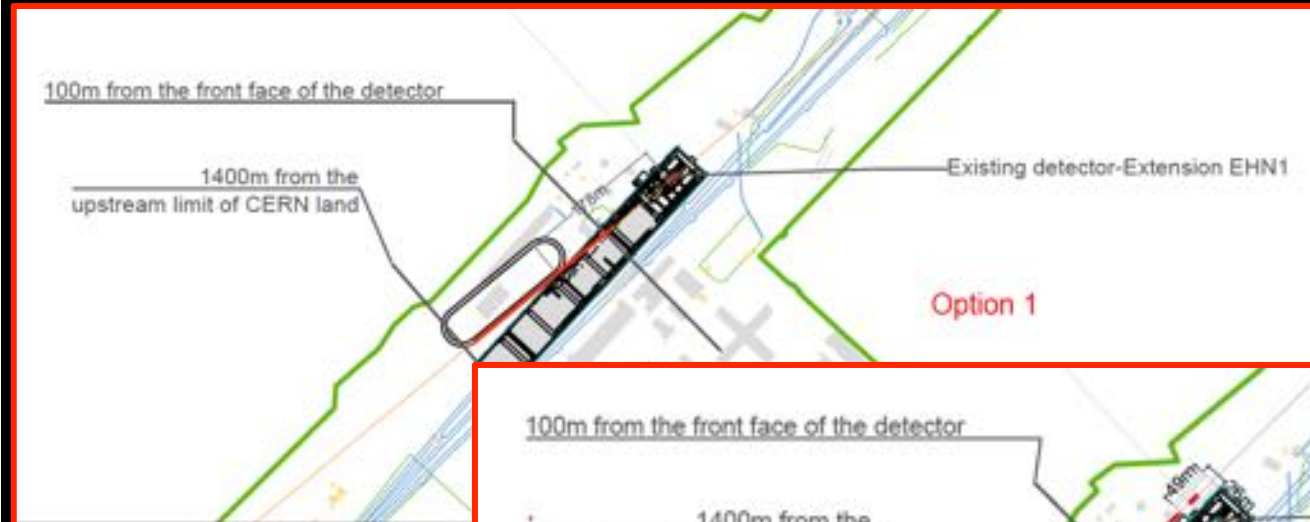 100m from the front face of the detector
1400m from the
upstream limit of CERN land
Existing detector-Extension EHN1
Option 1
100m from the front face of the detector
49m
1400m from the